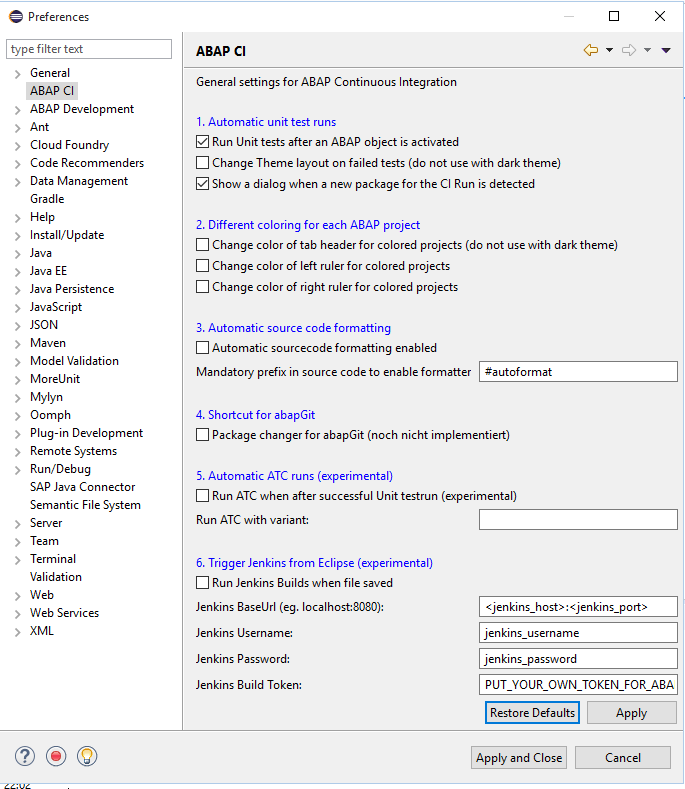 Preferences
type filter text
General
ABAP CI
ABAP Development
Ant
Cloud Foundry
Code Recommenders
Data Management
Gradle
Help
Install/Update
Java
Java EE
Java Persistence
JavaScript
JSON
Maven
Model Validation
MoreUnit
Mylyn
Oomph
Plug-in Development
Remote Systems
Run/Debug
SAP Java Connector
Semantic File System
Server
Team
Terminal
Validation
Web
Web Services
XML
ABAP CI
General settings for ABAP Continuous Integration
1. Automatic unit test runs
Run Unit tests after an ABAP object is activated
Change Theme layout on failed tests (do not use with dark theme)
Show a dialog when a new package for the CI Run is detected
2. Different coloring for each ABAP project
Change color of tab header for colored projects (do not use with dark theme)
Change color of left ruler for colored projects
Change color of right ruler for colored projects
3. Automatic source code formatting
Automatic sourcecode formatting enabled
Mandatory prefix in source code to enable formatter #autoformat
4. Shortcut for abapGit
Package changer for abapGit (noch nicht implementiert)
5. Automatic ATC runs (experimental)
Run ATC when after successful Unit testrun (experimental)
Run ATC with variant:
6. Trigger Jenkins from Eclipse (experimental)
Run Jenkins Builds when file saved
Jenkins BaseUrl (eg. localhost:8080): <jenkins_host>:<jenkins_port>
Jenkins Username: jenkins_username
Jenkins Password: jenkins_password
Jenkins Build Token: PUT_YOUR_OWN_TOKEN_FOR_ABA
Restore Defaults Apply
? Apply and Close Cancel